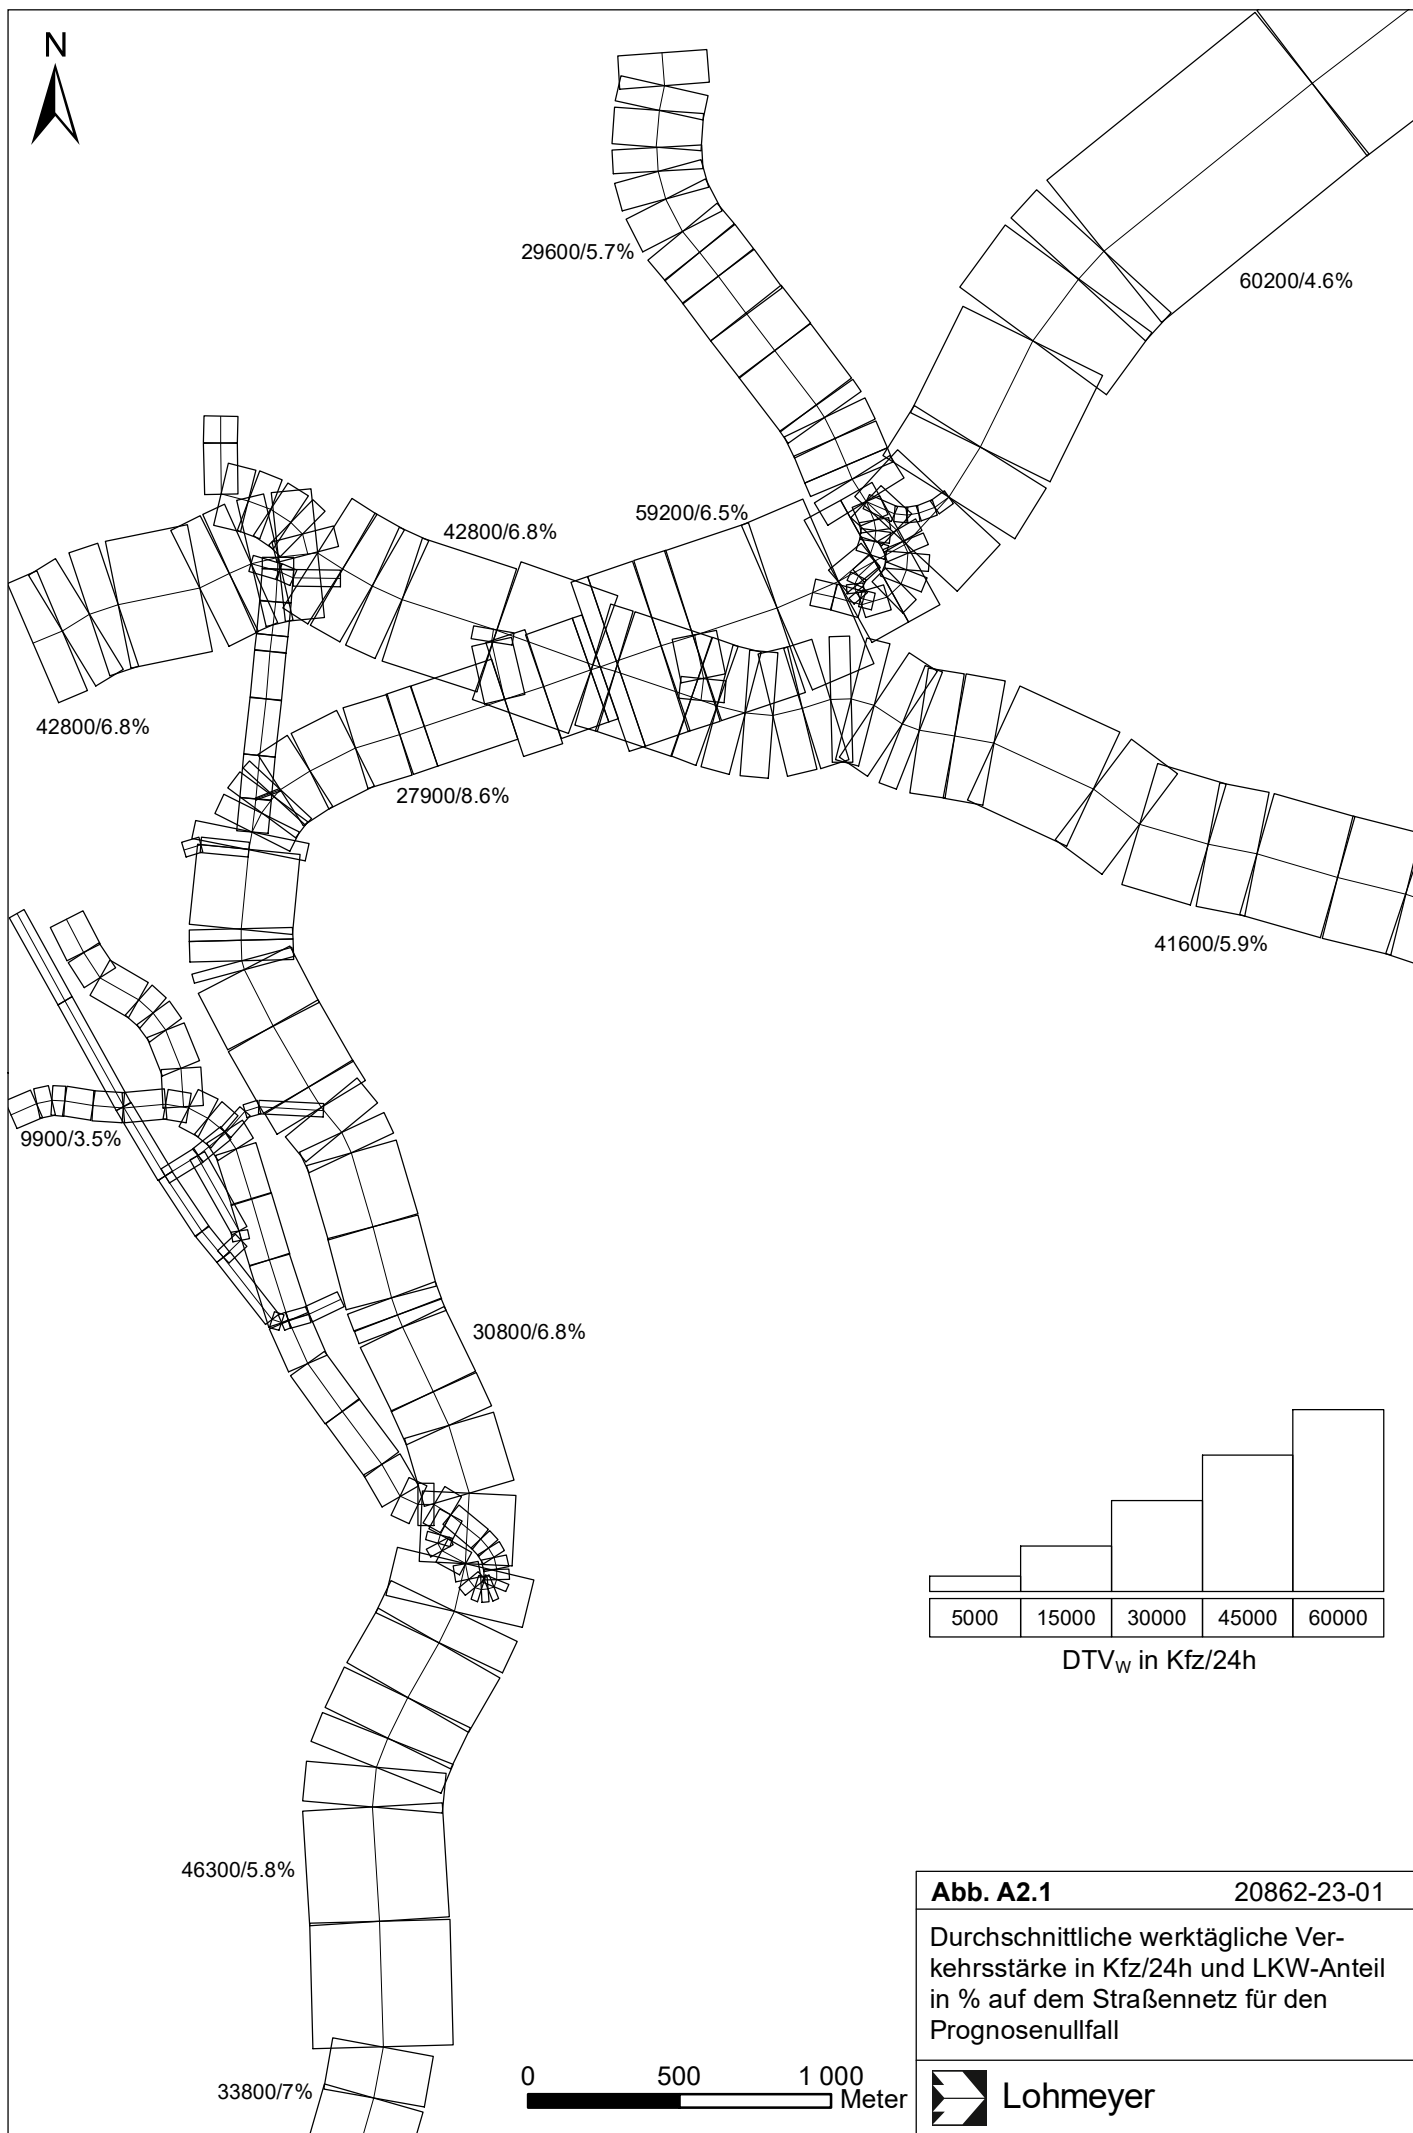 N
29600/5.7%
60200/4.6%
59200/6.5%
42800/6.8%
42800/6.8%
27900/8.6%
41600/5.9%
9900/3.5%
30800/6.8%
5000 15000 30000 45000 60000
DTVW in Kfz/24h
46300/5.8%
33800/7%
0 500 1 000
Meter
Abb. A2.1 20862-23-01
Durchschnittliche werktägliche Ver-
kehrsstärke in Kfz/24h und LKW-Anteil
in % auf dem Straßennetz für den
Prognosenullfall
Lohmeyer